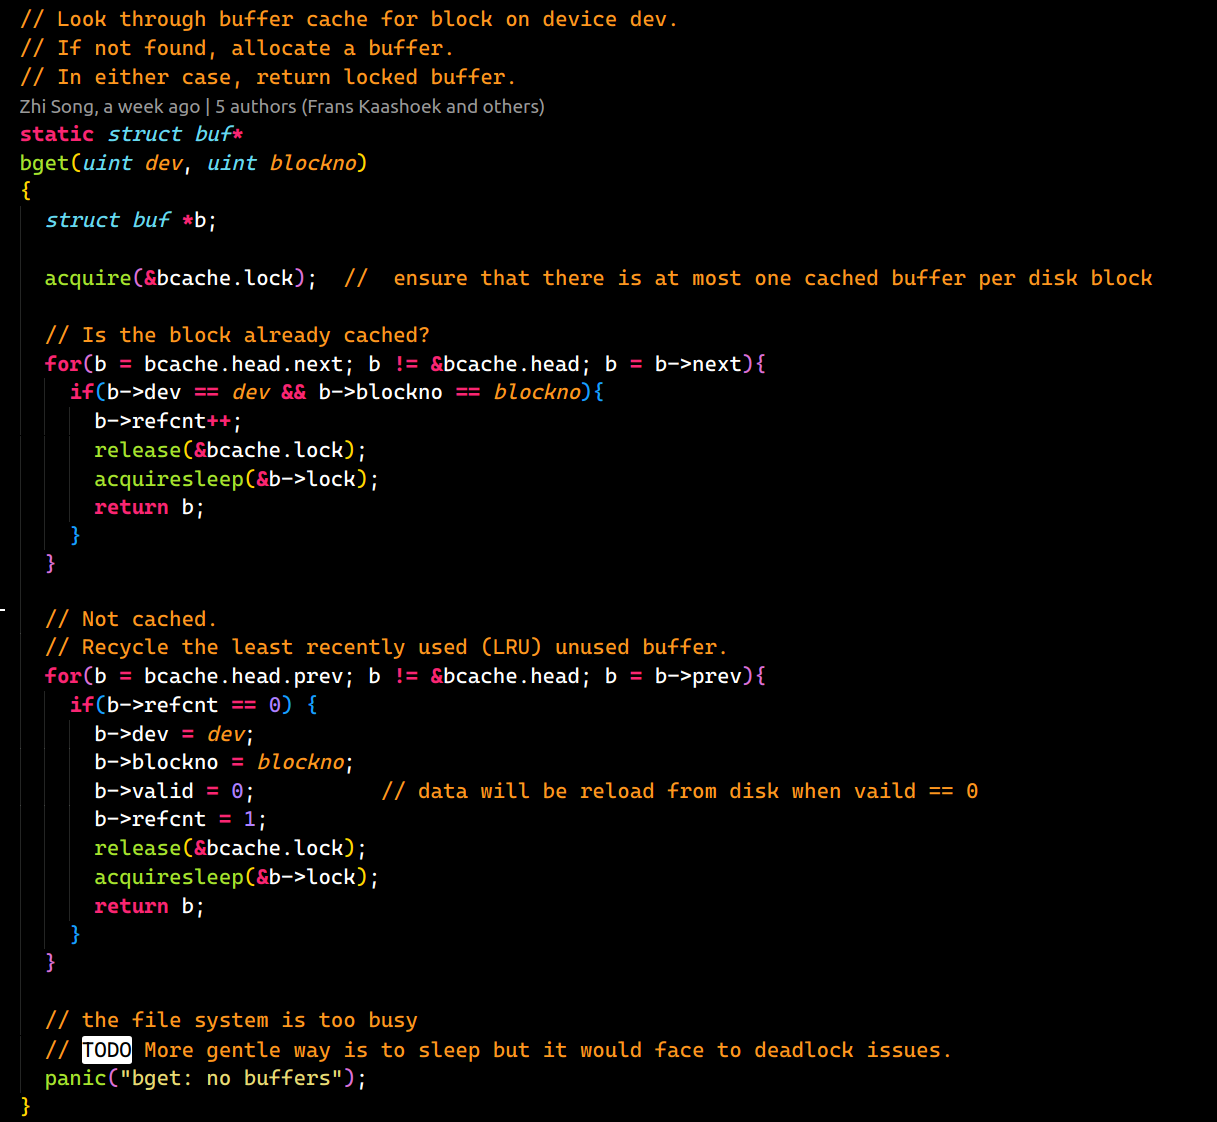 // Look through buffer cache for block on device dev.
// If not found, allocate a buffer.
// In either case, return locked buffer.
Zhi Song, a week ago | 5 authors (Frans Kaashoek and others)
static struct buf*
bget(uint dev, uint blockno)
{
  struct buf *b;

  acquire(&bcache.lock);  //  ensure that there is at most one cached buffer per disk block

  // Is the block already cached?
  for(b = bcache.head.next; b != &bcache.head; b = b->next){
    if(b->dev == dev && b->blockno == blockno){
      b->refcnt++;
      release(&bcache.lock);
      acquiresleep(&b->lock);
      return b;
    }
  }

  // Not cached.
  // Recycle the least recently used (LRU) unused buffer.
  for(b = bcache.head.prev; b != &bcache.head; b = b->prev){
    if(b->refcnt == 0) {
      b->dev = dev;
      b->blockno = blockno;
      b->valid = 0;          // data will be reload from disk when vaild == 0
      b->refcnt = 1;
      release(&bcache.lock);
      acquiresleep(&b->lock);
      return b;
    }
  }

  // the file system is too busy
  // TODO More gentle way is to sleep but it would face to deadlock issues.
  panic("bget: no buffers");
}